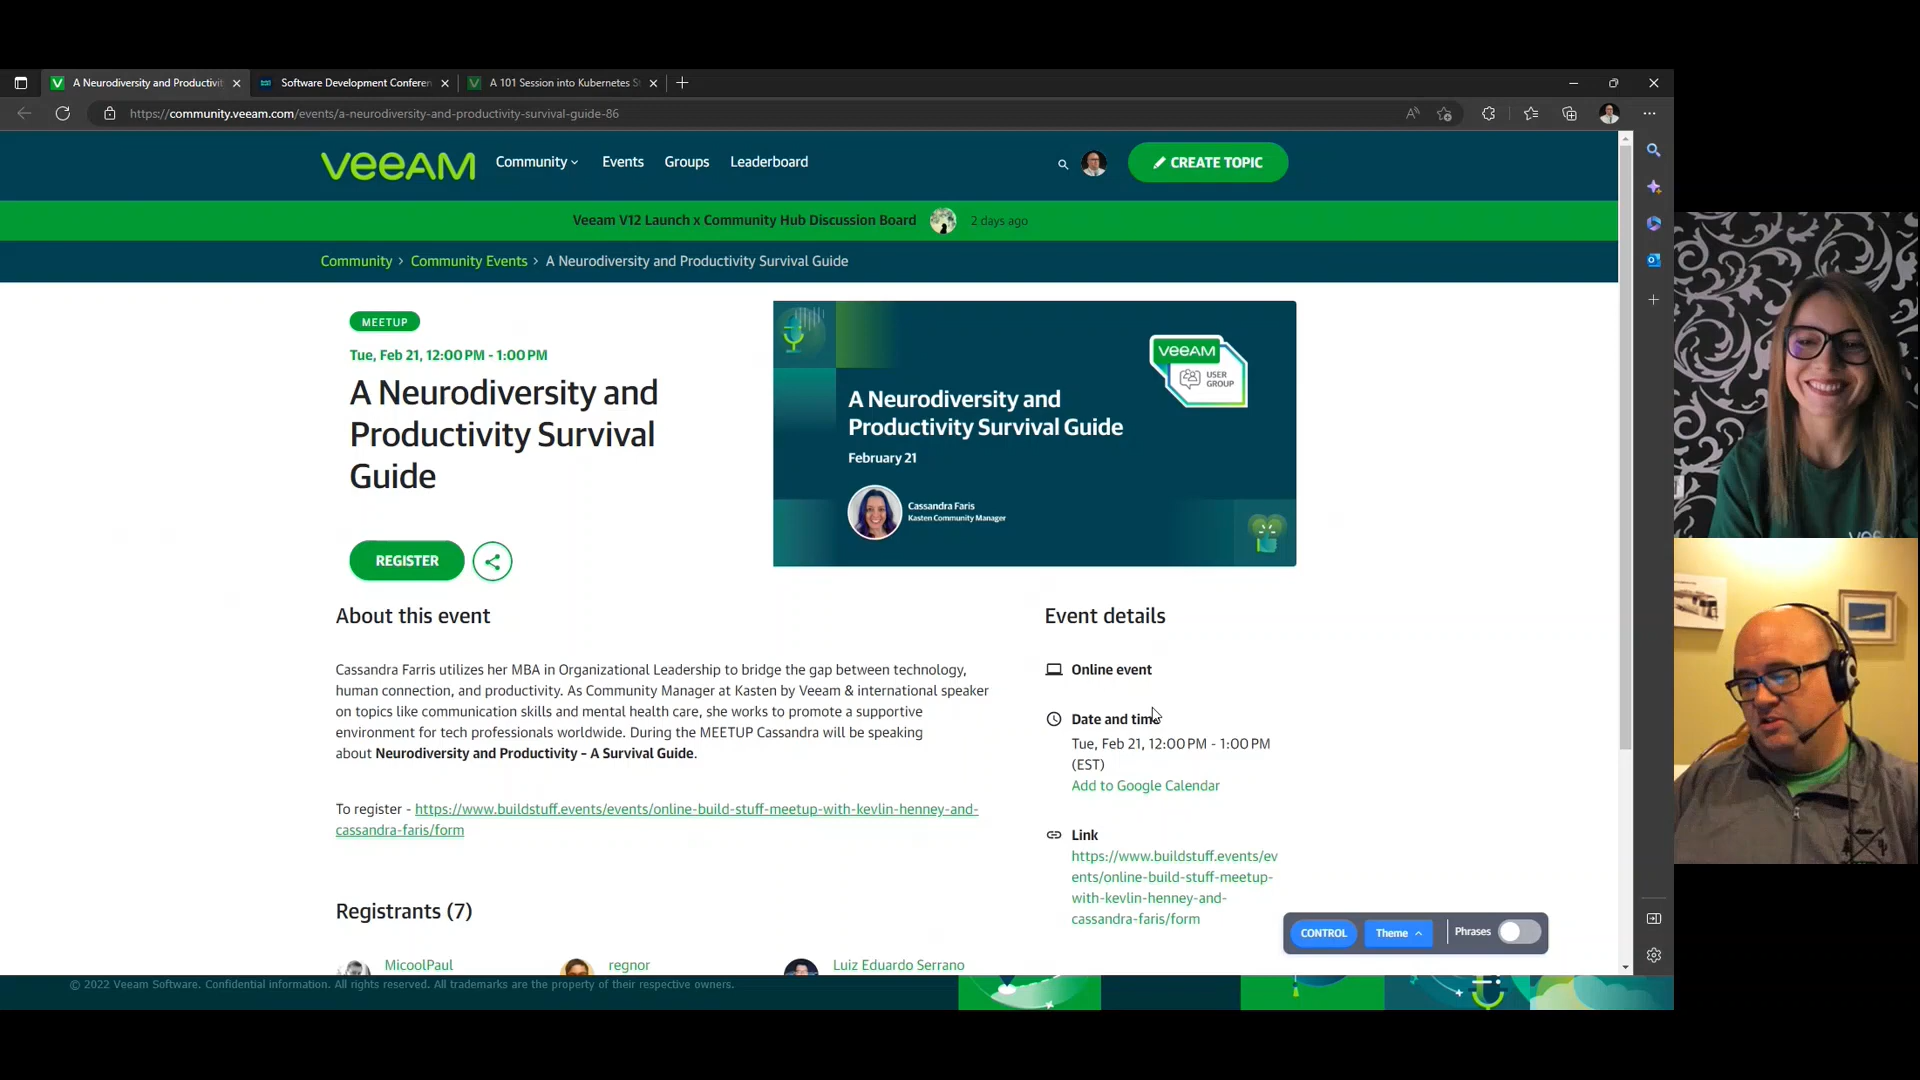 A Neurodiversity and Productivit
Software Development Conferen
A 101 Session into Kubernetes S
https://community.veeam.com/events/a-neurodiversity-and-productivity-survival-guide-86
veeAM
Community
Events
Groups
Leaderboard
CREATE TOPIC
Veeam V12 Launch x Community Hub Discussion Board
2 days ago
Community > Community Events > A Neurodiversity and Productivity Survival Guide
MEETUP
Tue, Feb 21, 12:00 PM - 1:00 PM
A Neurodiversity and
Productivity Survival
Guide
REGISTER
veeAM
USER
GROUP
A Neurodiversity and
Productivity Survival Guide
February 21
Cassandra Faris
Kasten Community Manager
About this event
Cassandra Farris utilizes her MBA in Organizational Leadership to bridge the gap between technology,
human connection, and productivity. As Community Manager at Kasten by Veeam & international speaker
on topics like communication skills and mental health care, she works to promote a supportive
environment for tech professionals worldwide. During the MEETUP Cassandra will be speaking
about Neurodiversity and Productivity - A Survival Guide.
To register - https://www.buildstuff.events/events/online-build-stuff-meetup-with-kevlin-henney-and-
cassandra-faris/form
Registrants (7)
MicoolPaul
regnor
Luiz Eduardo Serrano
Event details
Online event
Date and time
Tue, Feb 21, 12:00 PM - 1:00 PM
(EST)
Add to Google Calendar
Link
https://www.buildstuff.events/ev
ents/online-build-stuff-meetup-
with-kevlin-henney-and-
cassandra-faris/form
CONTROL
Theme
Phrases
© 2022 Veeam Software. Confidential information. All rights reserved. All trademarks are the property of their respective owners.